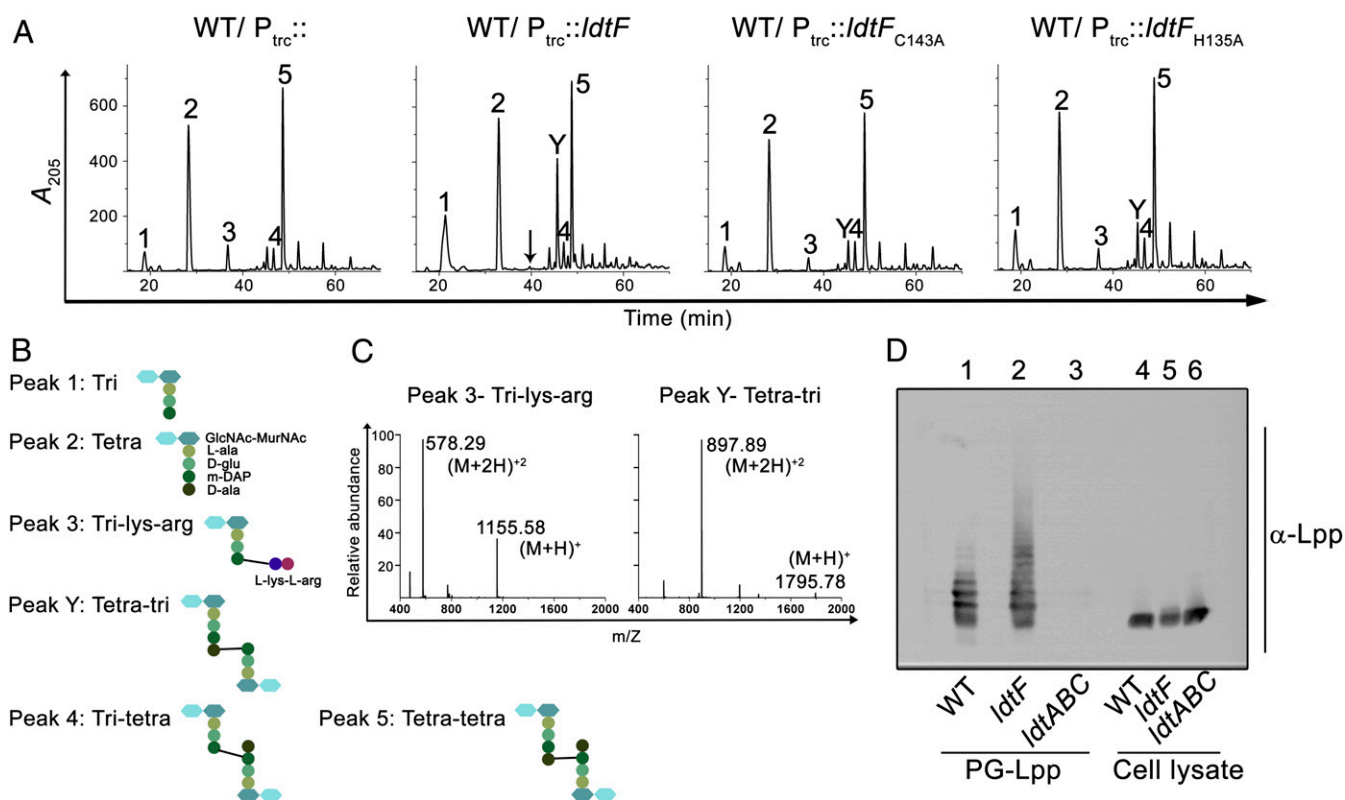 A
WT/ Ptrc::
WT/ Ptrc::ldtF
WT/ Ptrc::ldtFC143A
WT/ Ptrc::ldtFH135A
A205
600
400
200
1 2 3 4 5
1 2 Y 4 5
1 2 3 Y 4 5
1 2 3 Y 4 5
20 40 60
20 40 60
20 40 60
20 40 60
Time (min)
B
Peak 1: Tri
Peak 2: Tetra
GlcNAc-MurNAc
L-ala
D-glu
m-DAP
D-ala
Peak 3: Tri-lys-arg
L-lys-L-arg
Peak Y: Tetra-tri
Peak 4: Tri-tetra
Peak 5: Tetra-tetra
C
Peak 3- Tri-lys-arg
Peak Y- Tetra-tri
Relative abundance
100
80
60
40
20
578.29
(M+2H)+2
1155.58
(M+H)+
897.89
(M+2H)+2
(M+H)+
1795.78
400 800 1200 1600 2000
400 800 1200 1600 2000
m/Z
D
1 2 3 4 5 6
α-Lpp
WT ldtF ldtABC WT ldtF ldtABC
PG-Lpp Cell lysate